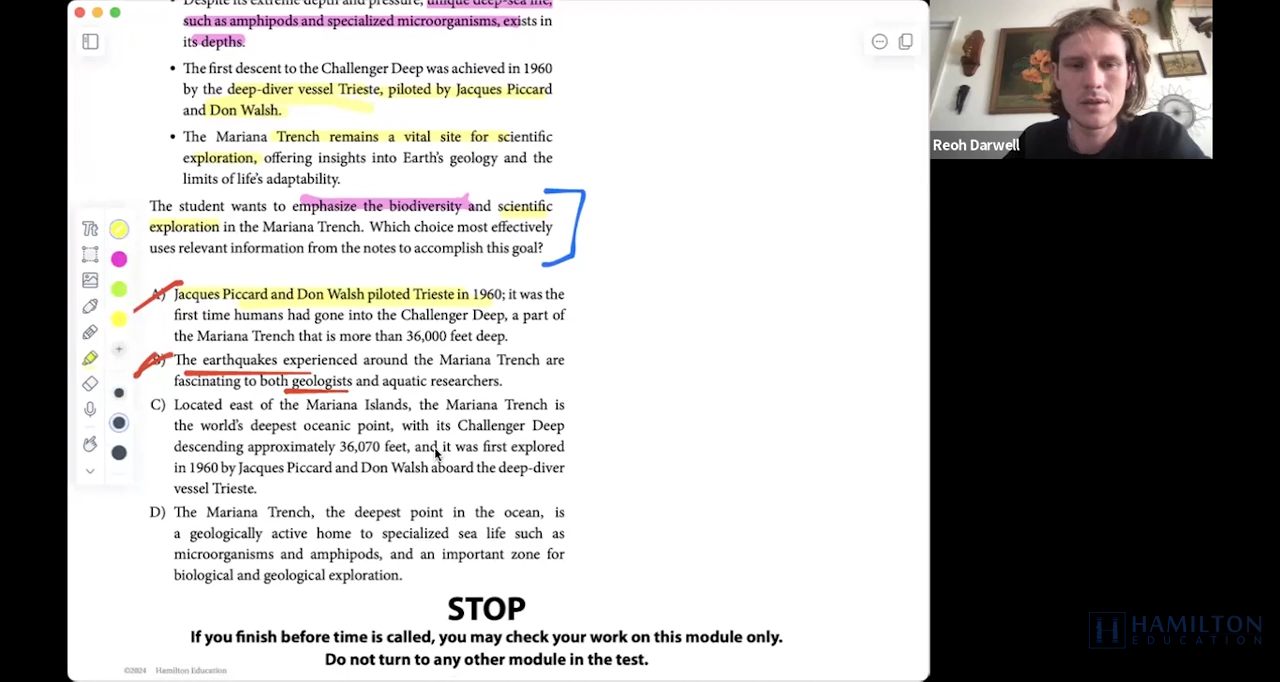 Despite its extreme depth and pressure, unique deep-sea life,
such as amphipods and specialized microorganisms, exists in
its depths.
• The first descent to the Challenger Deep was achieved in 1960
by the deep-diver vessel Trieste, piloted by Jacques Piccard
and Don Walsh.
• The Mariana Trench remains a vital site for scientific
exploration, offering insights into Earth's geology and the
limits of life's adaptability.
The student wants to emphasize the biodiversity and scientific
exploration in the Mariana Trench. Which choice most effectively
uses relevant information from the notes to accomplish this goal?
A) Jacques Piccard and Don Walsh piloted Trieste in 1960; it was the
first time humans had gone into the Challenger Deep, a part of
the Mariana Trench that is more than 36,000 feet deep.
B) The earthquakes experienced around the Mariana Trench are
fascinating to both geologists and aquatic researchers.
C) Located east of the Mariana Islands, the Mariana Trench is
the world's deepest oceanic point, with its Challenger Deep
descending approximately 36,070 feet, and it was first explored
in 1960 by Jacques Piccard and Don Walsh aboard the deep-diver
vessel Trieste.
D) The Mariana Trench, the deepest point in the ocean, is
a geologically active home to specialized sea life such as
microorganisms and amphipods, and an important zone for
biological and geological exploration.
STOP
If you finish before time is called, you may check your work on this module only.
Do not turn to any other module in the test.
©2024 Hamilton Education
Reoh Darwell
HAMILTON
EDUCATION